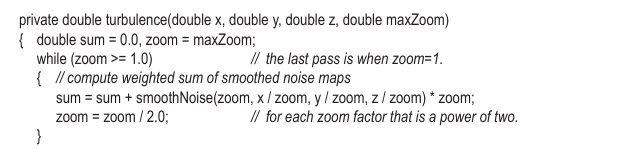 private double turbulence(double x, double y, double z, double maxZoom)
{ double sum = 0.0, zoom = maxZoom;
while (zoom >= 1.0) // the last pass is when zoom=1.
{ // compute weighted sum of smoothed noise maps
sum = sum + smoothNoise(zoom, x / zoom, y / zoom, z / zoom) * zoom;
zoom = zoom / 2.0; // for each zoom factor that is a power of two.
}